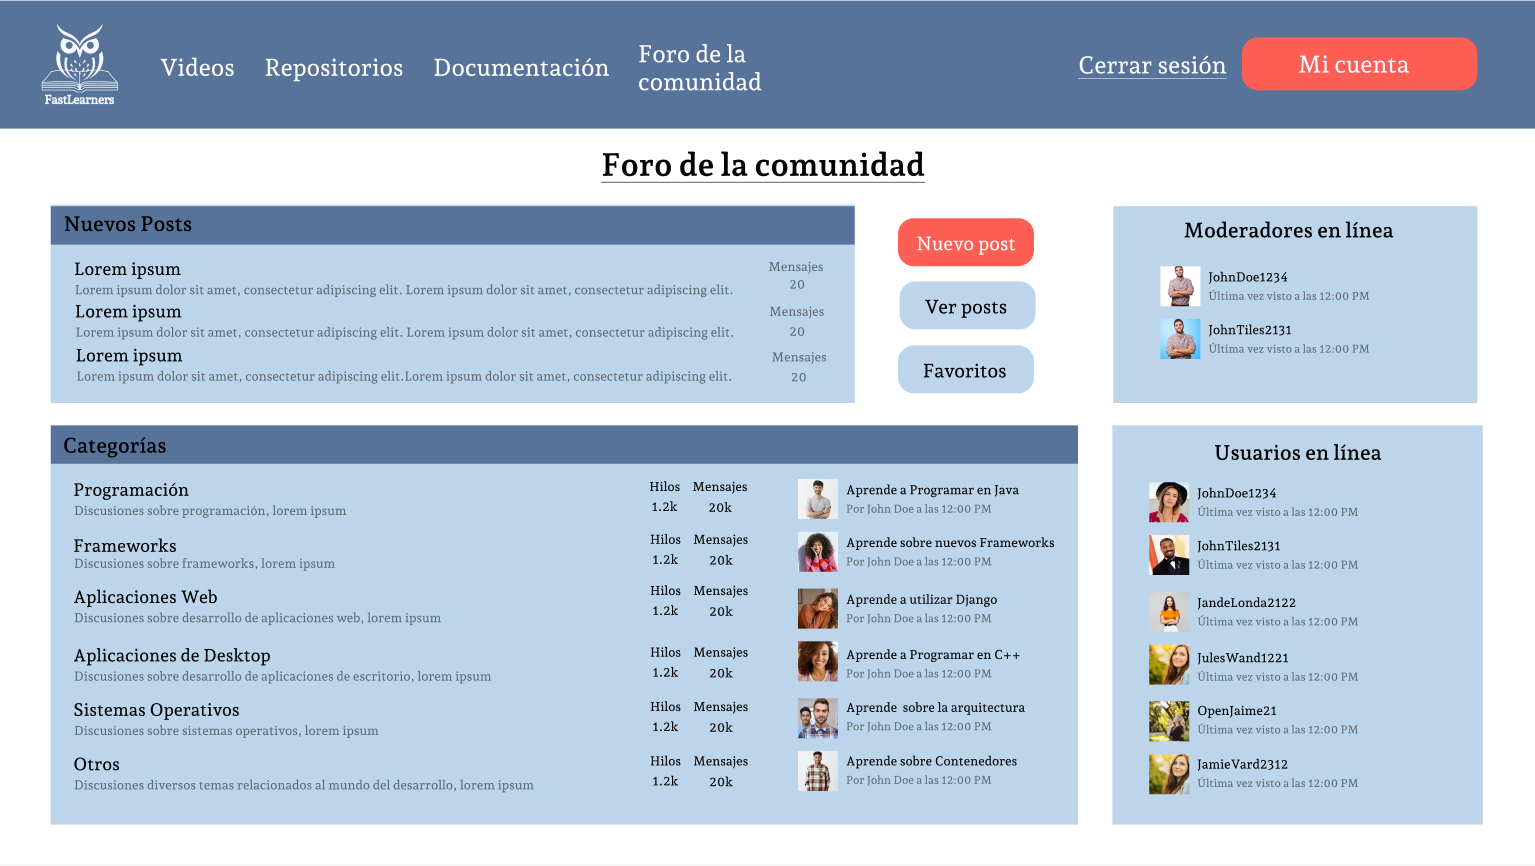 FastLearners
Videos
Repositorios
Documentación
Foro de la
comunidad
Cerrar sesión
Mi cuenta
Foro de la comunidad
Nuevos Posts
Lorem ipsum
Lorem ipsum dolor sit amet, consectetur adipiscing elit. Lorem ipsum dolor sit amet, consectetur adipiscing elit.
Mensajes
20
Lorem ipsum
Lorem ipsum dolor sit amet, consectetur adipiscing elit. Lorem ipsum dolor sit amet, consectetur adipiscing elit.
Mensajes
20
Lorem ipsum
Lorem ipsum dolor sit amet, consectetur adipiscing elit.Lorem ipsum dolor sit amet, consectetur adipiscing elit.
Mensajes
20
Nuevo post
Ver posts
Favoritos
Moderadores en línea
JohnDoe1234
Última vez visto a las 12:00 PM
JohnTiles2131
Última vez visto a las 12:00 PM
Categorías
Programación
Discusiones sobre programación, lorem ipsum
Hilos
1.2k
Mensajes
20k
Aprende a Programar en Java
Por John Doe a las 12:00 PM
Frameworks
Discusiones sobre frameworks, lorem ipsum
Hilos
1.2k
Mensajes
20k
Aprende sobre nuevos Frameworks
Por John Doe a las 12:00 PM
Aplicaciones Web
Discusiones sobre desarrollo de aplicaciones web, lorem ipsum
Hilos
1.2k
Mensajes
20k
Aprende a utilizar Django
Por John Doe a las 12:00 PM
Aplicaciones de Desktop
Discusiones sobre desarrollo de aplicaciones de escritorio, lorem ipsum
Hilos
1.2k
Mensajes
20k
Aprende a Programar en C++
Por John Doe a las 12:00 PM
Sistemas Operativos
Discusiones sobre sistemas operativos, lorem ipsum
Hilos
1.2k
Mensajes
20k
Aprende  sobre la arquitectura
Por John Doe a las 12:00 PM
Otros
Discusiones diversos temas relacionados al mundo del desarrollo, lorem ipsum
Hilos
1.2k
Mensajes
20k
Aprende sobre Contenedores
Por John Doe a las 12:00 PM
Usuarios en línea
JohnDoe1234
Última vez visto a las 12:00 PM
JohnTiles2131
Última vez visto a las 12:00 PM
JandeLonda2122
Última vez visto a las 12:00 PM
JulesWand1221
Última vez visto a las 12:00 PM
OpenJaime21
Última vez visto a las 12:00 PM
JamieVard2312
Última vez visto a las 12:00 PM